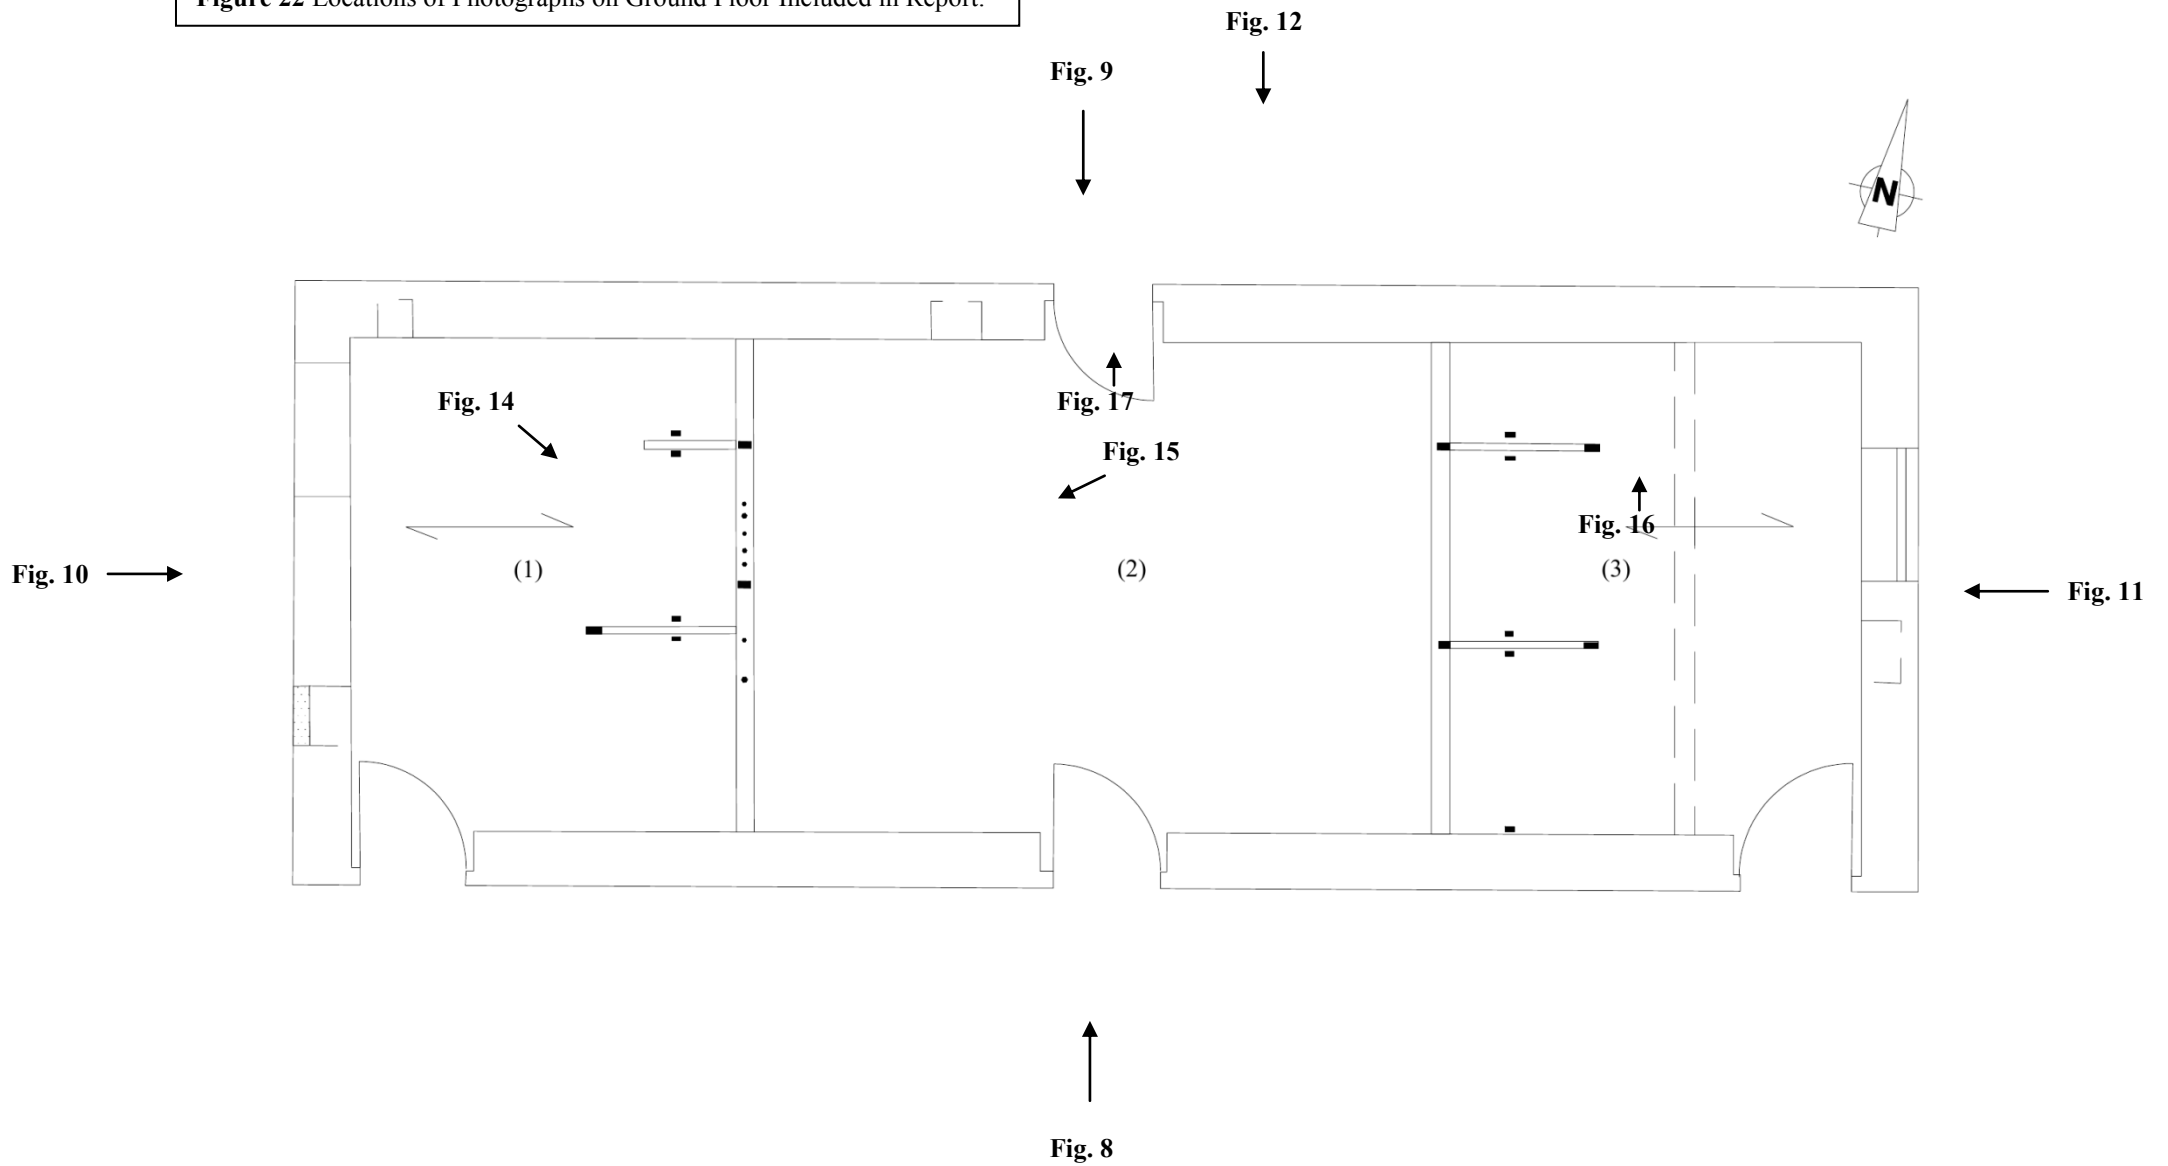 Figure 22 Locations of Photographs on Ground Floor Included in Report.
Fig. 12
Fig. 9
N
Fig. 14
Fig. 17
Fig. 15
Fig. 16
Fig. 10
(1)
(2)
(3)
Fig. 11
Fig. 8